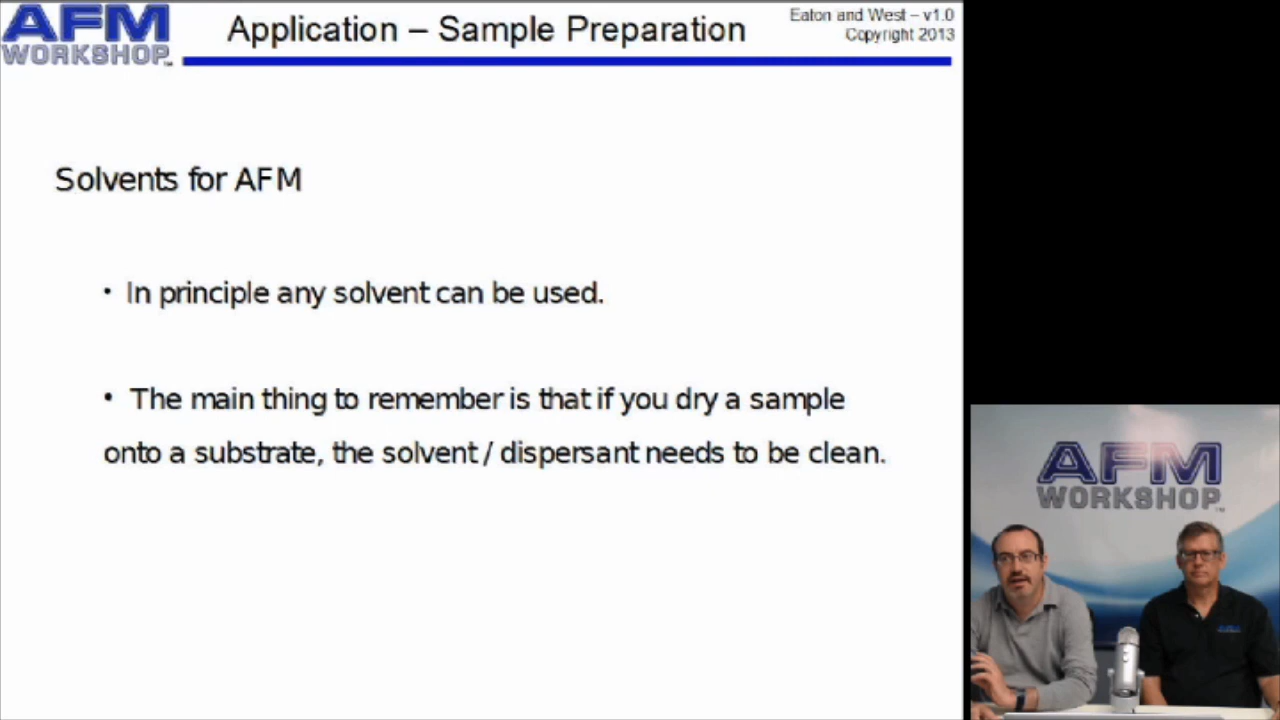 AFM
WORKSHOP
Application – Sample Preparation
Eaton and West – v1.0
Copyright 2013
Solvents for AFM
• In principle any solvent can be used.
• The main thing to remember is that if you dry a sample
onto a substrate, the solvent / dispersant needs to be clean.
AFM
WORKSHOP